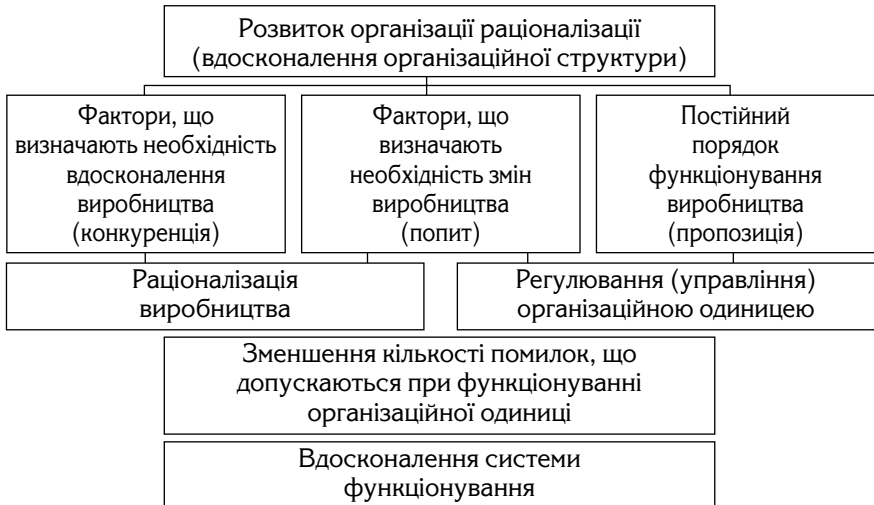 Розвиток організації раціоналізації
(вдосконалення організаційної структури)
Фактори, що
визначають необхідність
вдосконалення
виробництва
(конкуренція)
Фактори, що
визначають
необхідність змін
виробництва
(попит)
Постійний
порядок
функціонування
виробництва
(пропозиція)
Раціоналізація
виробництва
Регулювання (управління)
організаційною одиницею
Зменшення кількості помилок, що
допускаються при функціонуванні
організаційної одиниці
Вдосконалення системи
функціонування